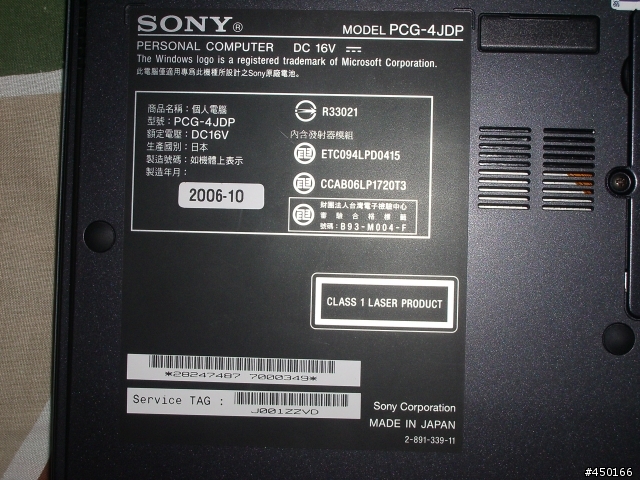 SONY®
MODEL PCG-4JDP
PERSONAL COMPUTER DC 16V
The Windows logo is a registered trademark of Microsoft Corporation.
此電腦僅適用專為此機種所設計之Sony原廠電池。
商品名稱：個人電腦
型號：PCG-4JDP
額定電壓：DC16V
生產國別：日本
製造號碼：如機體上表示
製造年月：
2006-10
R33021
內含發射器模組
ETC094LPD0415
CCAB06LP1720T3
財團法人台灣電子檢驗中心
審驗合格標籤
號碼：B93-M004-F
CLASS 1 LASER PRODUCT
*28247487 7000349*
Service TAG :
J001ZZVD
Sony Corporation
MADE IN JAPAN
2-891-339-11
#450166